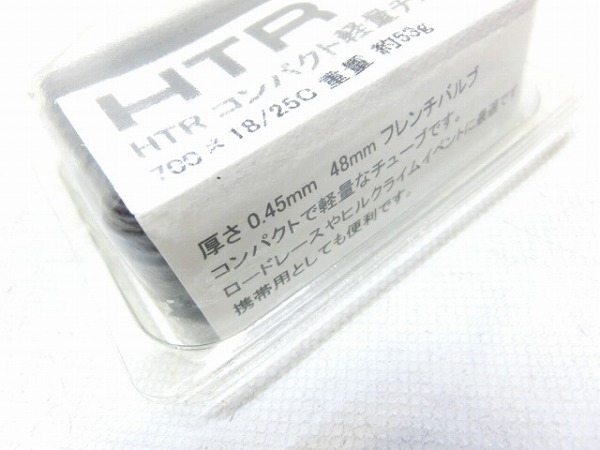 HTR
HTR コンパクト軽量チ
700 x 18/25C 重量 約53g
厚さ 0.45mm 48mm フレンチバルブ
コンパクトで軽量なチューブです。
ロードレースやヒルクライムイベントに最適です
携帯用としても便利です。